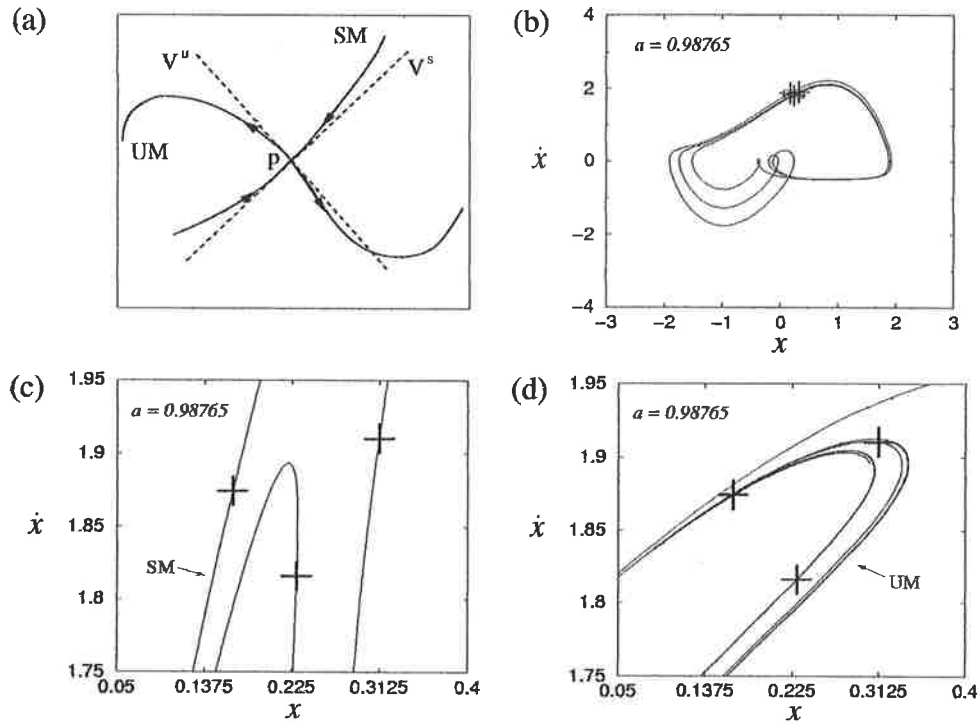 (a)
SM
Vᵘ
Vˢ
UM
p
(b)
a = 0.98765
4
2
0
−2
−4
ẋ
−3 −2 −1 0 1 2 3
x
(c)
a = 0.98765
1.95
1.9
1.85
1.8
1.75
ẋ
SM
0.05 0.1375 0.225 0.3125 0.4
x
(d)
a = 0.98765
1.95
1.9
1.85
1.8
1.75
ẋ
UM
0.05 0.1375 0.225 0.3125 0.4
x